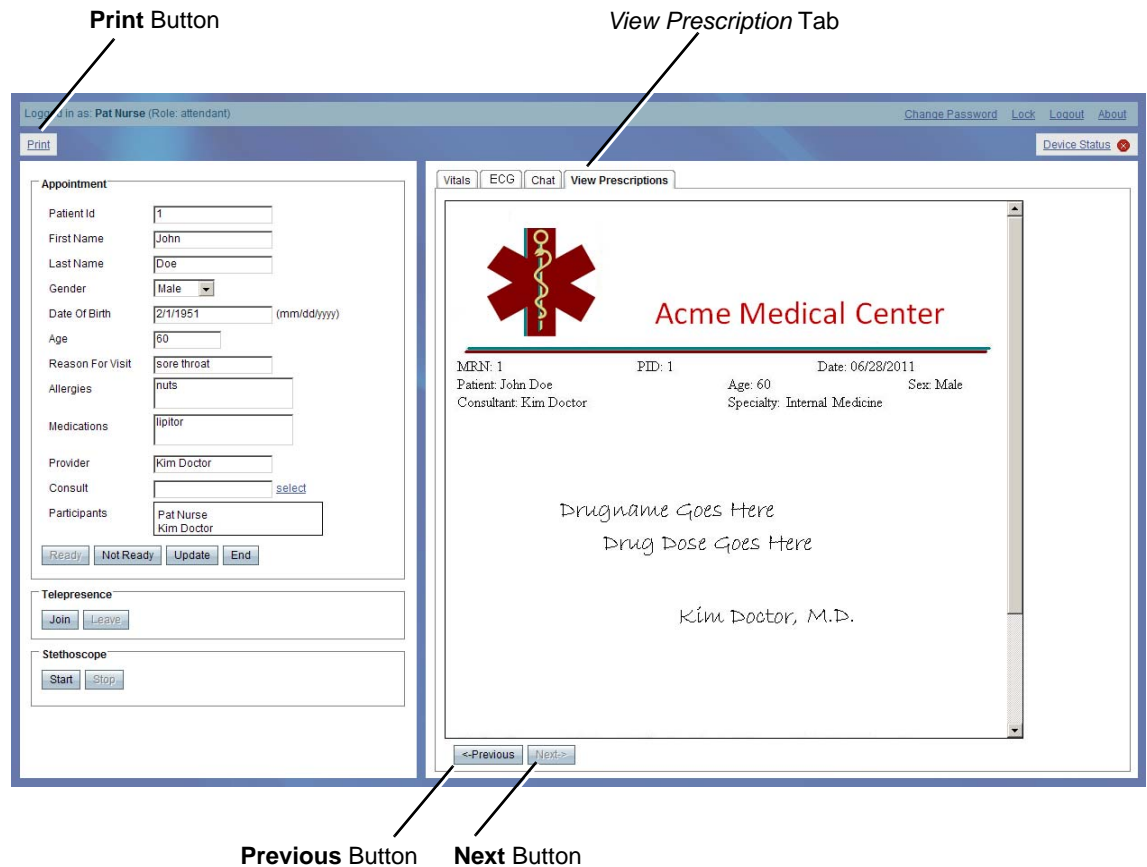 Print Button
View Prescription Tab
Logged in as: Pat Nurse (Role: attendant)
Change Password Lock Logout About
Print
Device Status
Appointment
Patient Id 1
First Name John
Last Name Doe
Gender Male
Date Of Birth 2/1/1951 (mm/dd/yyyy)
Age 60
Reason For Visit sore throat
Allergies nuts
Medications lipitor
Provider Kim Doctor
Consult select
Participants Pat Nurse
Kim Doctor
Ready Not Ready Update End
Telepresence
Join Leave
Stethoscope
Start Stop
Vitals ECG Chat View Prescriptions
Acme Medical Center
MRN: 1 PID: 1 Date: 06/28/2011
Patient: John Doe Age: 60 Sex: Male
Consultant: Kim Doctor Specialty: Internal Medicine
Drugname Goes Here
Drug Dose Goes Here
Kim Doctor, M.D.
<-Previous Next->
Previous Button Next Button